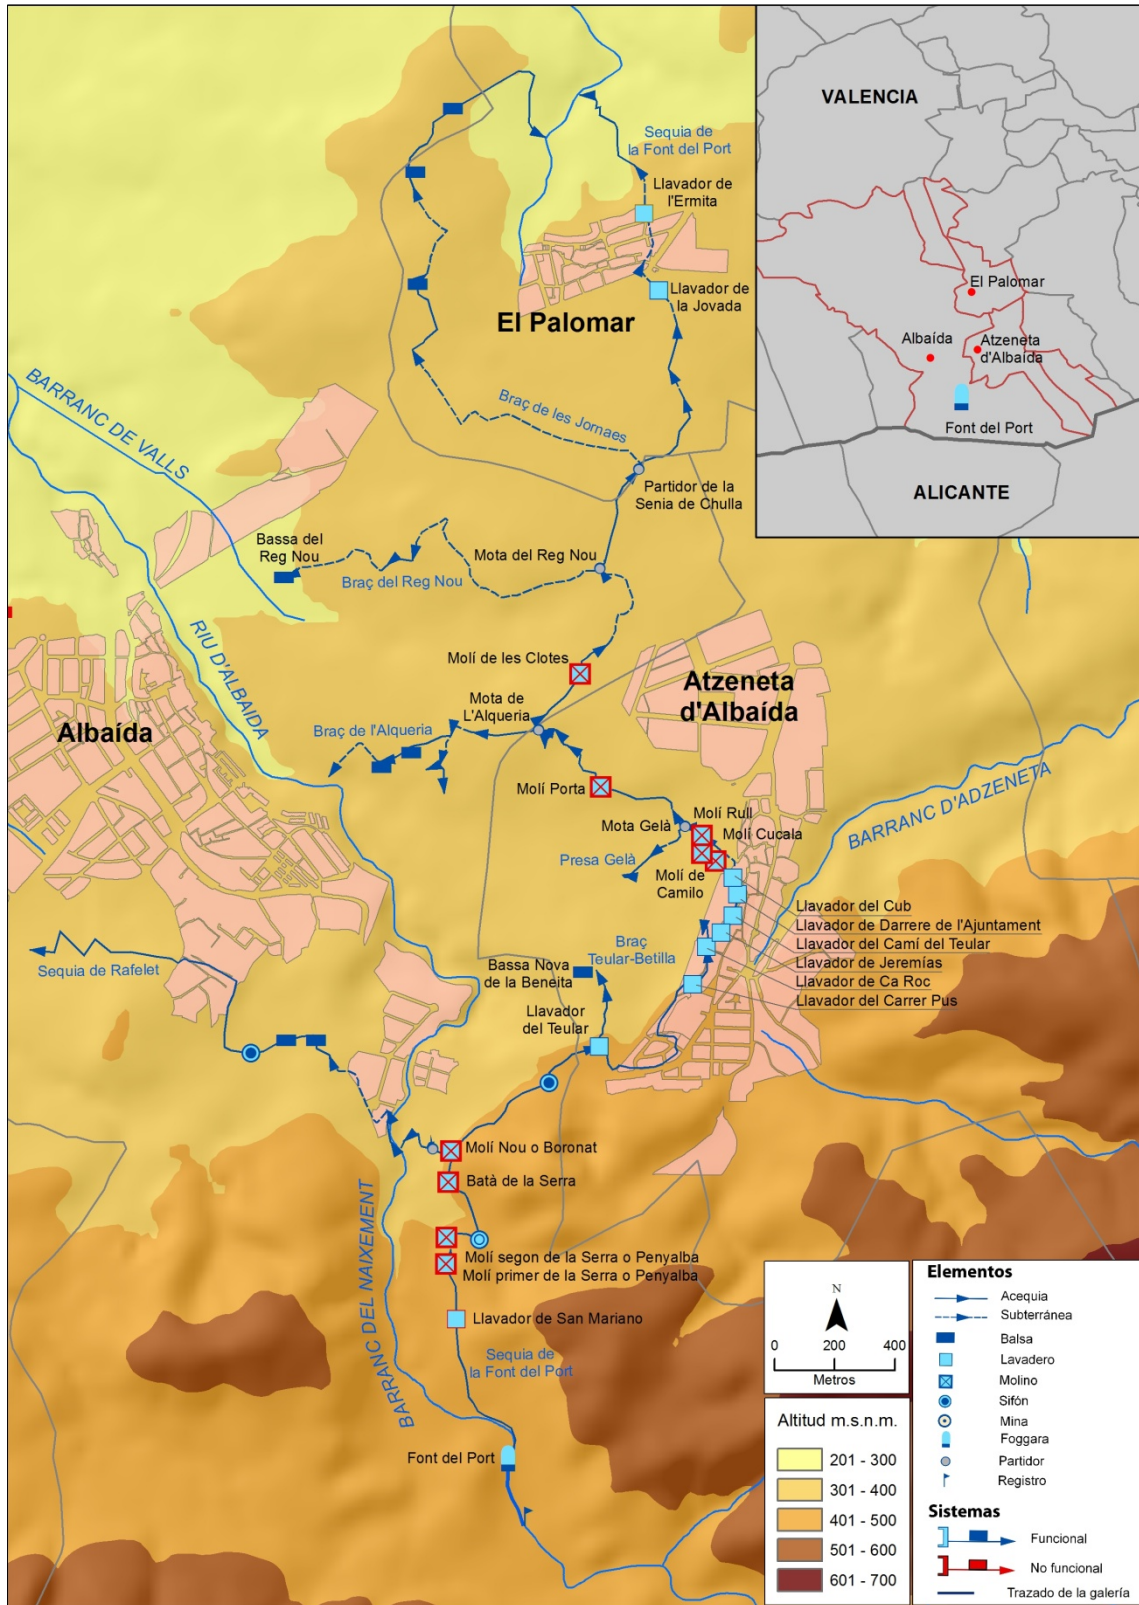 VALENCIA
El Palomar
Albaída
Atzeneta
d'Albaída
Font del Port
ALICANTE
Sequia de
la Font del Port
Llavador de
l'Ermita
Llavador de
la Jovada
El Palomar
BARRANC DE VALLS
Braç de les Jornaes
Partidor de la
Senia de Chulla
Bassa del
Reg Nou
Mota del Reg Nou
Braç del Reg Nou
RIU D'ALBAIDA
Molí de les Clotes
Atzeneta
d'Albaída
Mota de
L'Alqueria
Albaída
Braç de l'Alqueria
Molí Porta
BARRANC D'ADZENETA
Molí Rull
Mota Gelà
Molí Cucala
Presa Gelà
Molí de
Camilo
Llavador del Cub
Llavador de Darrere de l'Ajuntament
Llavador del Camí del Teular
Llavador de Jeremías
Llavador de Ca Roc
Llavador del Carrer Pus
Braç
Teular-Betilla
Sequia de Rafelet
Bassa Nova
de la Beneita
Llavador
del Teular
Molí Nou o Boronat
Batà de la Serra
BARRANC DEL NAIXEMENT
Molí segon de la Serra o Penyalba
Molí primer de la Serra o Penyalba
Llavador de San Mariano
Sequia de
la Font del Port
Font del Port
N
0 200 400
Metros
Altitud m.s.n.m.
201 - 300
301 - 400
401 - 500
501 - 600
601 - 700
Elementos
Acequia
Subterránea
Balsa
Lavadero
Molino
Sifón
Mina
Foggara
Partidor
Registro
Sistemas
Funcional
No funcional
Trazado de la galería